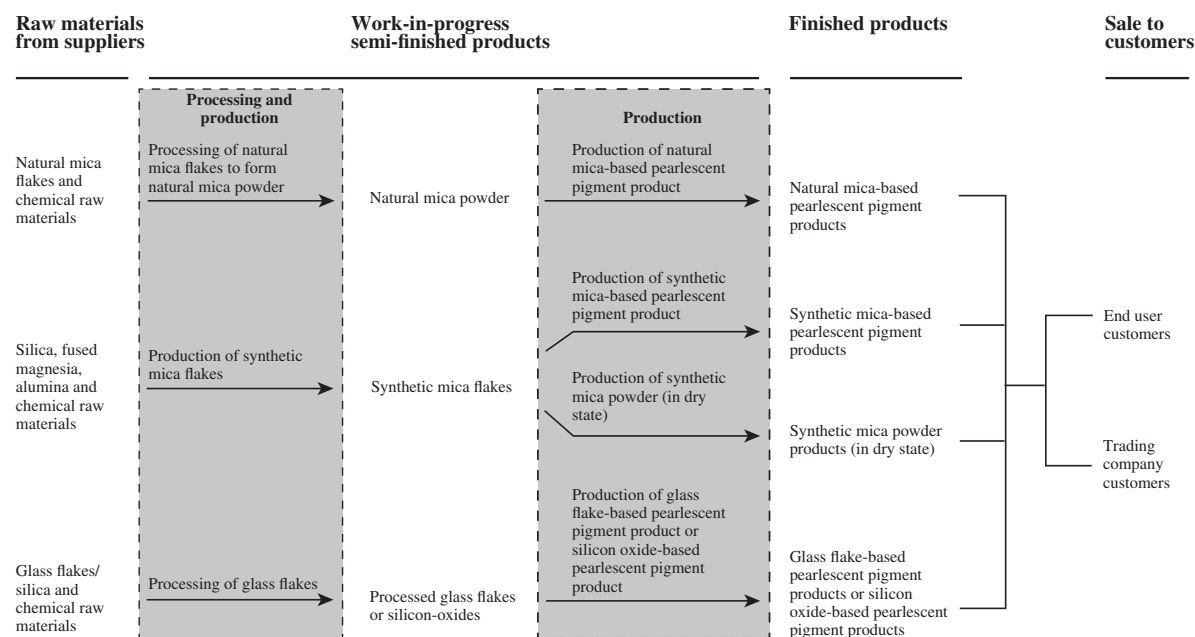 Raw materials
from suppliers
Work-in-progress
semi-finished products
Finished products
Sale to
customers
Processing and
production
Production
Natural mica
flakes and
chemical raw
materials
Processing of natural
mica flakes to form
natural mica powder
Natural mica powder
Production of natural
mica-based pearlescent
pigment product
Natural mica-based
pearlescent pigment
products
Silica, fused
magnesia,
alumina and
chemical raw
materials
Production of synthetic
mica flakes
Synthetic mica flakes
Production of synthetic
mica-based pearlescent
pigment product
Synthetic mica-based
pearlescent pigment
products
Production of synthetic
mica powder (in dry
state)
Synthetic mica powder
products (in dry state)
Glass flakes/
silica and
chemical raw
materials
Processing of glass flakes
Processed glass flakes
or silicon-oxides
Production of glass
flake-based pearlescent
pigment product or
silicon oxide-based
pearlescent pigment
product
Glass flake-based
pearlescent pigment
products or silicon
oxide-based pearlescent
pigment products
End user
customers
Trading
company
customers